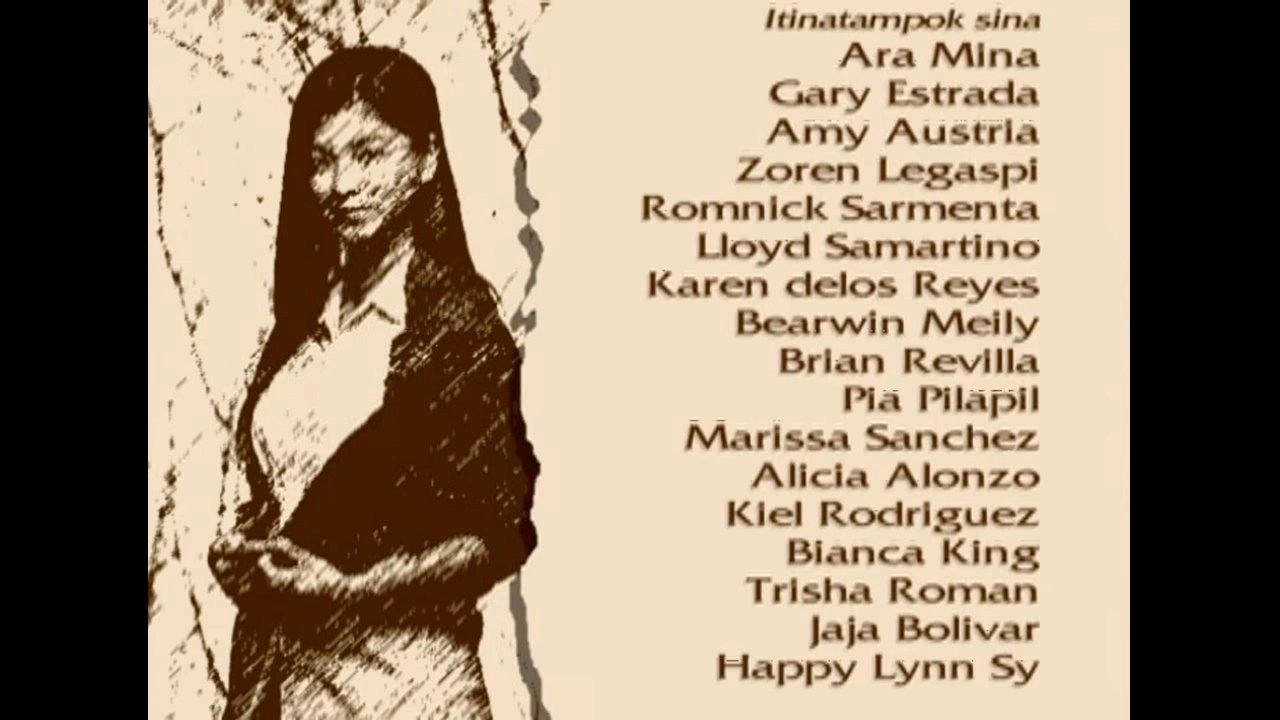 Itinatampok sina
Ara Mina
Gary Estrada
Amy Austria
Zoren Legaspi
Romnick Sarmenta
Lloyd Samartino
Karen delos Reyes
Bearwin Meily
Brian Revilla
Pia Pilapil
Marissa Sanchez
Alicia Alonzo
Kiel Rodriguez
Bianca King
Trisha Roman
Jaja Bolivar
Happy Lynn Sy